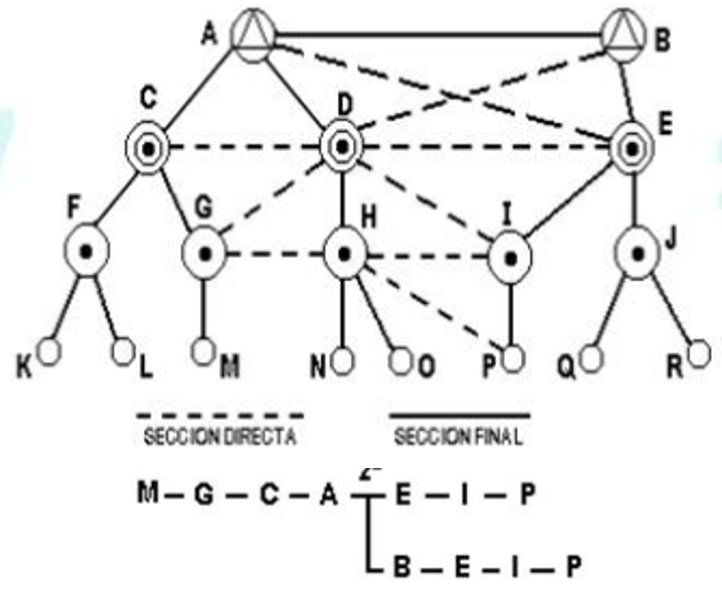 A B
C D E
F G H I J
K L M N O P Q R
SECCION DIRECTA SECCION FINAL
M – G – C – A – E – I – P
B – E – I – P